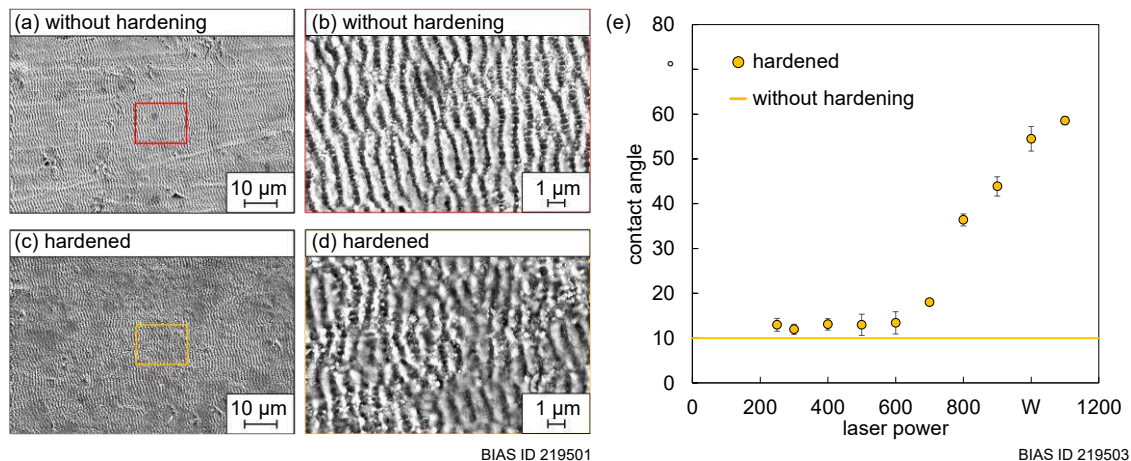 (a) without hardening
10 µm
(b) without hardening
1 µm
(c) hardened
10 µm
(d) hardened
1 µm
BIAS ID 219501
(e)
contact angle
80
°
60
50
40
30
20
10
0
hardened
without hardening
0 200 400 600 800 W 1200
laser power
BIAS ID 219503